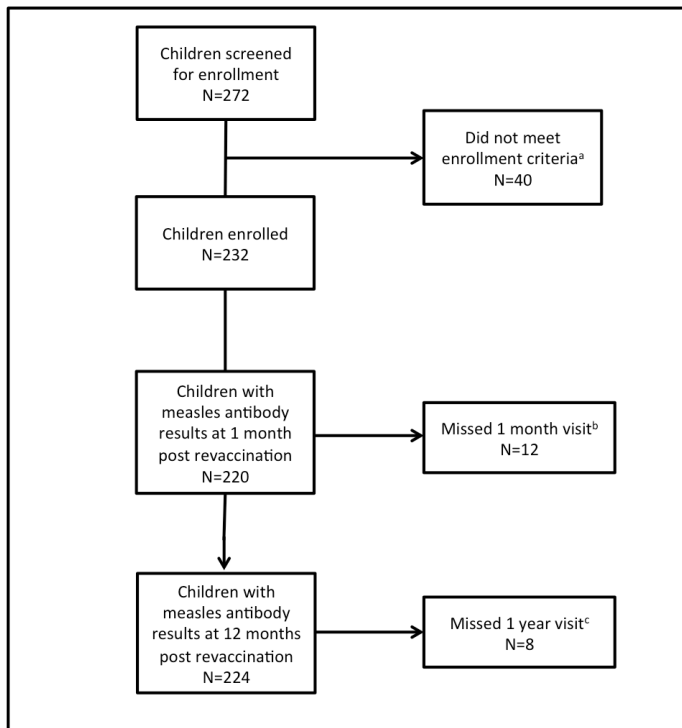 Children screened
for enrollment
N=272
Did not meet
enrollment criteriaᵃ
N=40
Children enrolled
N=232
Children with
measles antibody
results at 1 month
post revaccination
N=220
Missed 1 month visitᵇ
N=12
Children with
measles antibody
results at 12 months
post revaccination
N=224
Missed 1 year visitᶜ
N=8